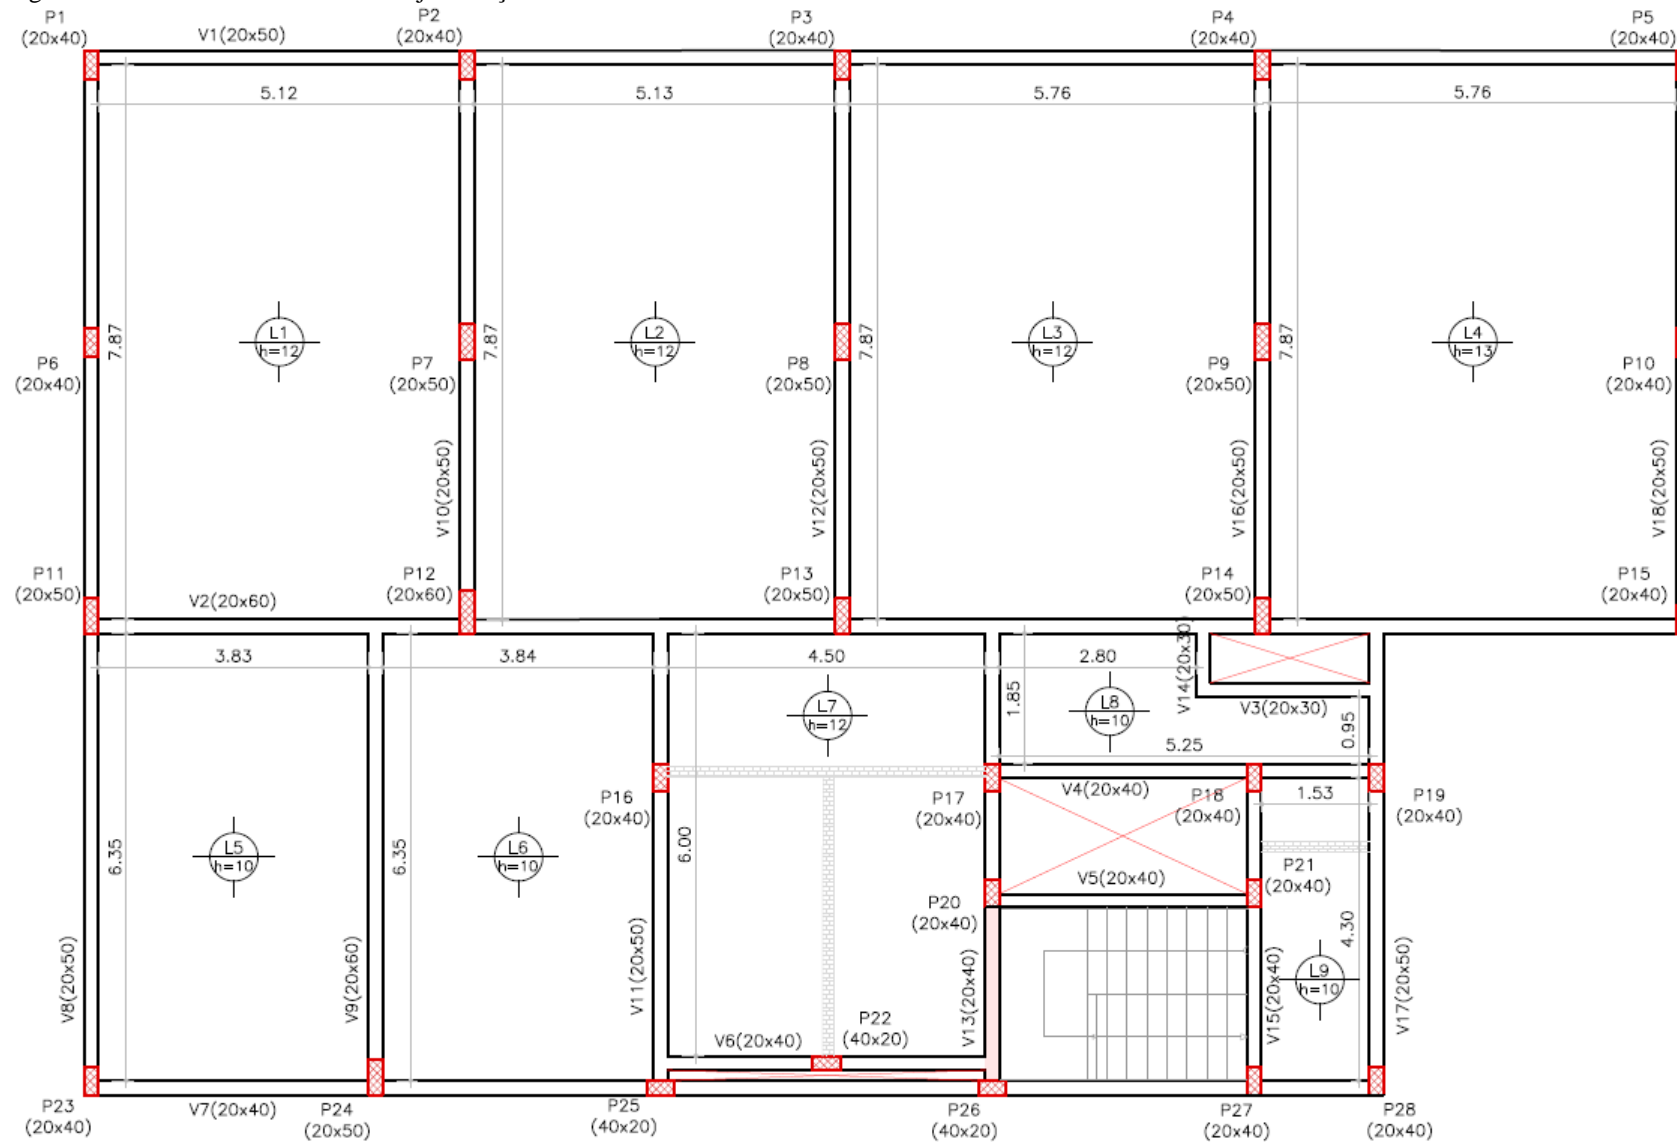 P1
(20x40)
V1(20x50)
P2
(20x40)
P3
(20x40)
P4
(20x40)
P5
(20x40)
5.12
5.13
5.76
5.76
7.87
L1
h=12
7.87
L2
h=12
7.87
L3
h=12
7.87
L4
h=13
P6
(20x40)
P7
(20x50)
P8
(20x50)
P9
(20x50)
P10
(20x40)
V10(20x50)
V12(20x50)
V16(20x50)
V18(20x50)
P11
(20x50)
V2(20x60)
P12
(20x60)
P13
(20x50)
P14
(20x50)
P15
(20x40)
3.83
3.84
4.50
2.80
V14(20x30)
1.85
L7
h=12
L8
h=10
V3(20x30)
0.95
5.25
P16
(20x40)
P17
(20x40)
V4(20x40)
P18
(20x40)
1.53
P19
(20x40)
6.35
L5
h=10
6.35
L6
h=10
6.00
V5(20x40)
P21
(20x40)
P20
(20x40)
4.30
V8(20x50)
V9(20x60)
V11(20x50)
V13(20x40)
V15(20x40)
L9
h=10
V17(20x50)
V6(20x40)
P22
(40x20)
P23
(20x40)
V7(20x40)
P24
(20x50)
P25
(40x20)
P26
(40x20)
P27
(20x40)
P28
(20x40)